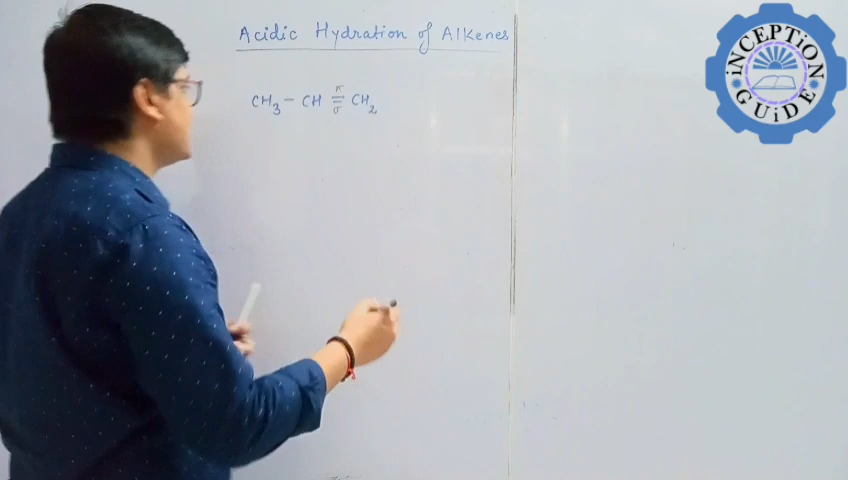 Acidic Hydration of Alkenes
π
CH3 - CH = CH2
σ
iNCEPTiON
GUiDE